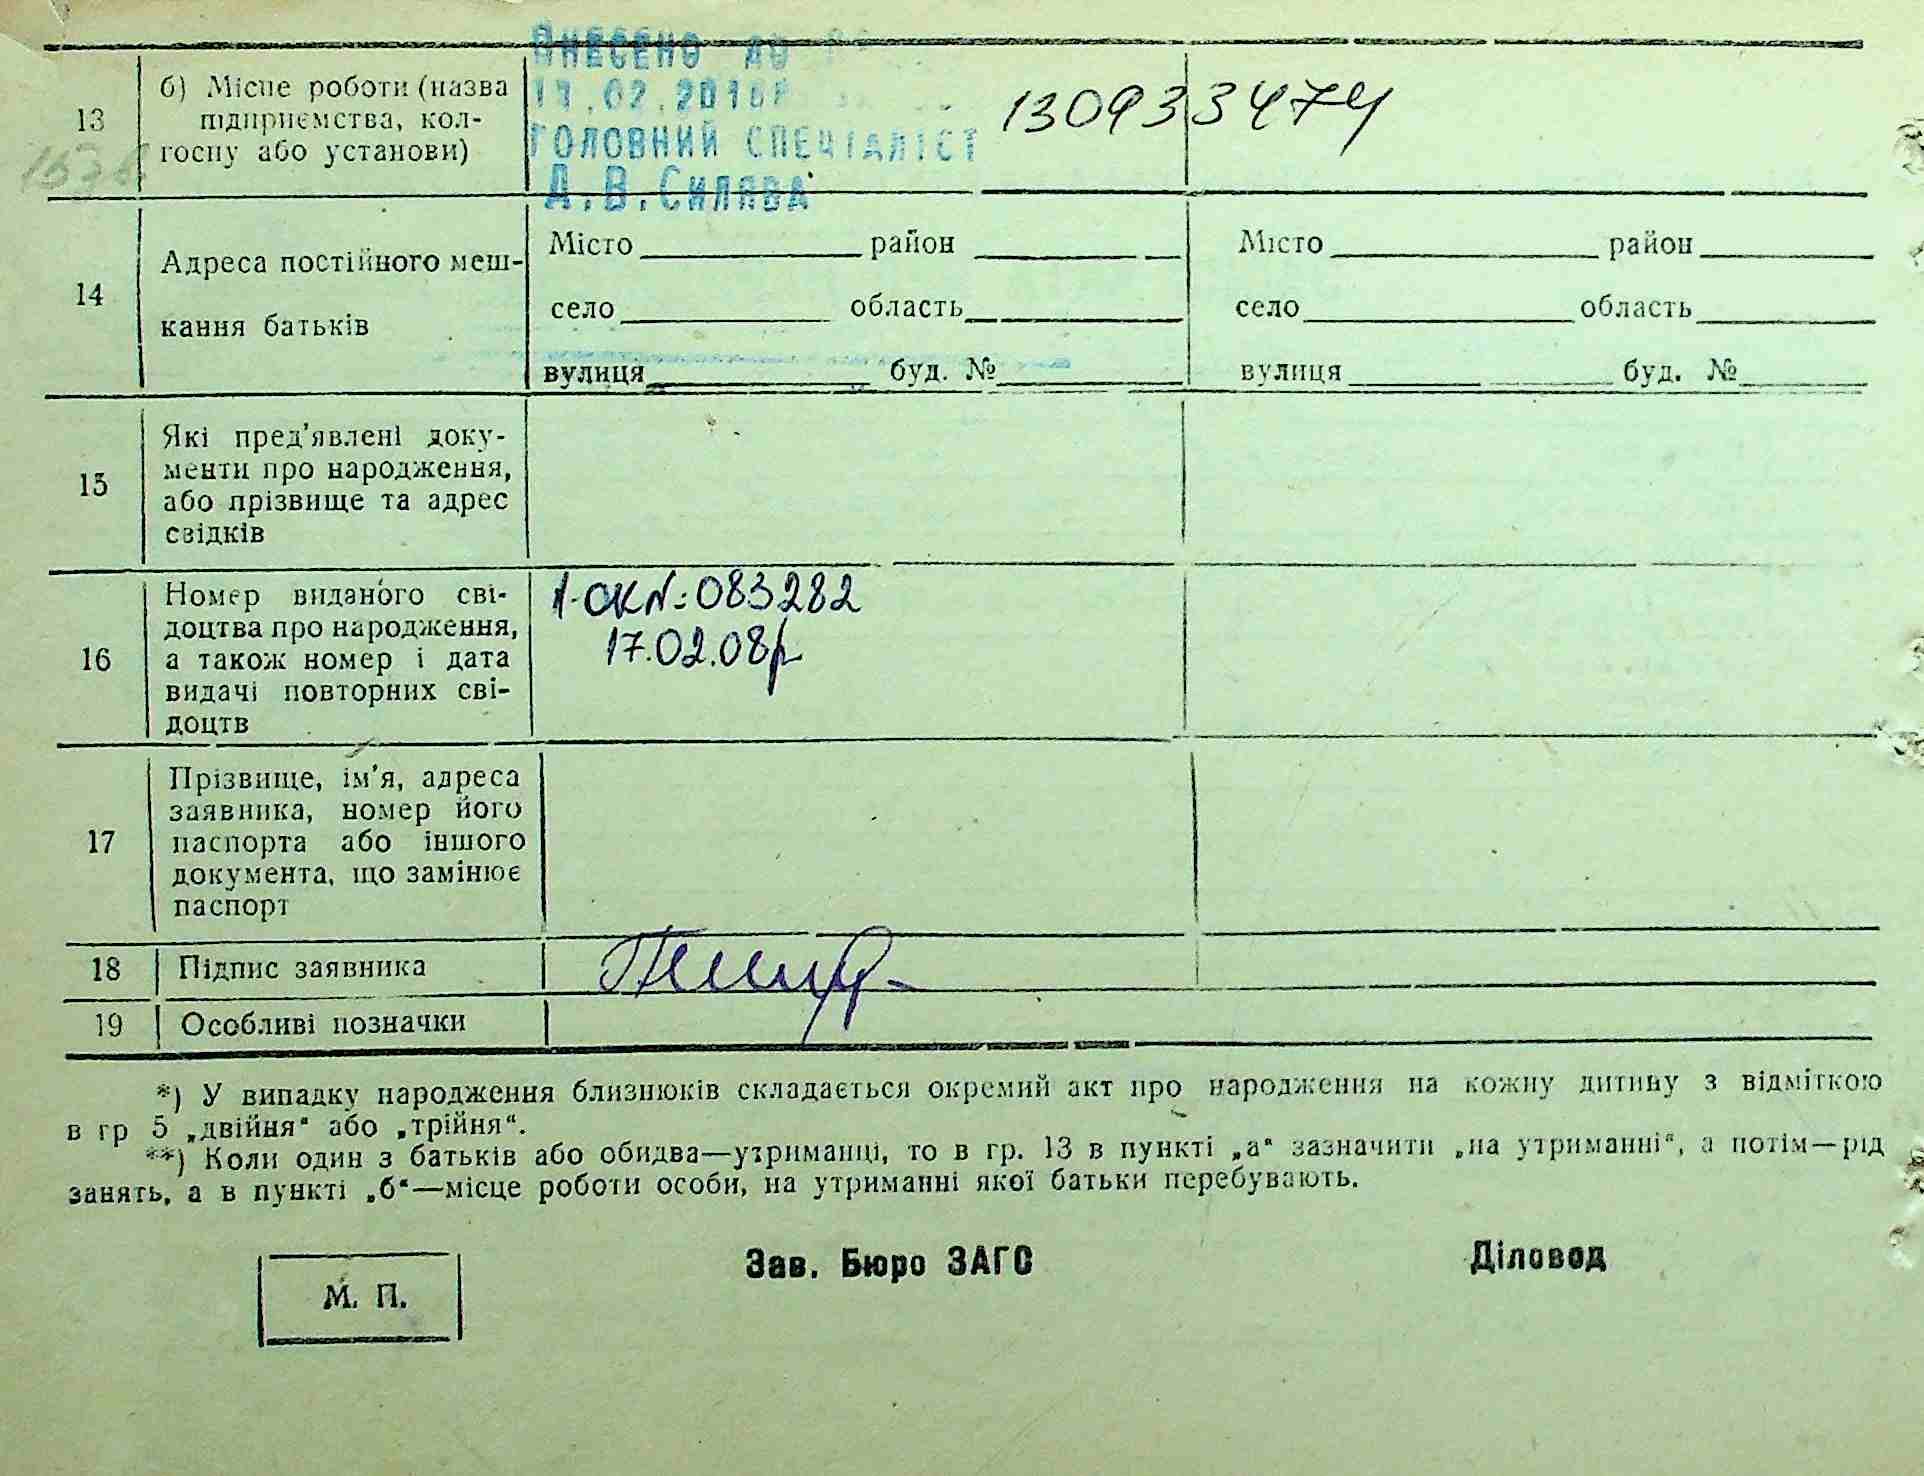 ВНЕСЕНО ДО
.02.2016
ГОЛОВНИЙ СПЕЦІАЛІСТ
Д.В.СИЛЯВА
13
б) Місце роботи (назва
підприємства, кол-
госпу або установи)
130933474
14
Адреса постійного меш-
кання батьків
Місто район
село область
вулиця буд. №
Місто район
село область
вулиця буд. №
15
Які пред'явлені доку-
менти про народження,
або прізвище та адрес
свідків
16
Номер виданого сві-
доцтва про народження,
а також номер і дата
видачі повторних сві-
доцтв
1-ОК №: 083282
17.02.08р
17
Прізвище, ім'я, адреса
заявника, номер його
паспорта або іншого
документа, що замінює
паспорт
18 Підпис заявника
19 Особливі позначки
*) У випадку народження близнюків складається окремий акт про народження на кожну дитину з відміткою
в гр 5 „двійня“ або „трійня“.
**) Коли один з батьків або обидва—утриманці, то в гр. 13 в пункті „а“ зазначити „на утриманні“, а потім—рід
занять, а в пункті „б“—місце роботи особи, на утриманні якої батьки перебувають.
М. П.
Зав. Бюро ЗАГС
Діловод